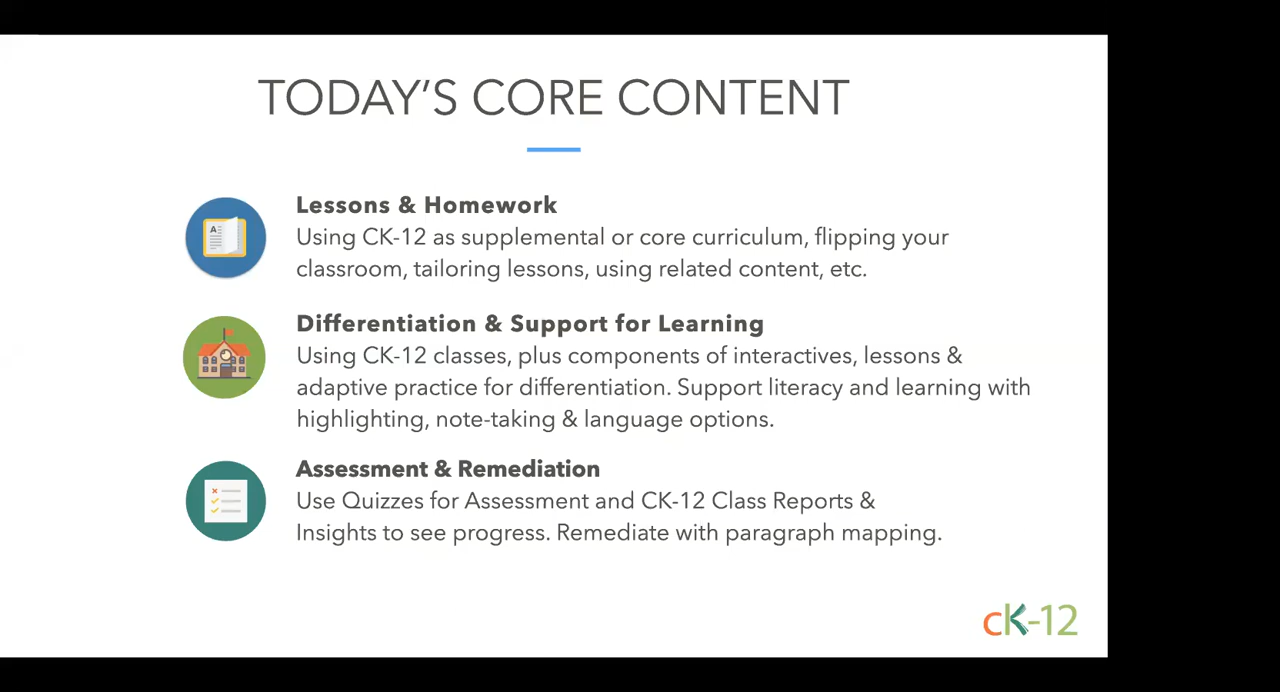 TODAY'S CORE CONTENT
Lessons & Homework
Using CK-12 as supplemental or core curriculum, flipping your
classroom, tailoring lessons, using related content, etc.
Differentiation & Support for Learning
Using CK-12 classes, plus components of interactives, lessons &
adaptive practice for differentiation. Support literacy and learning with
highlighting, note-taking & language options.
Assessment & Remediation
Use Quizzes for Assessment and CK-12 Class Reports &
Insights to see progress. Remediate with paragraph mapping.
cK-12